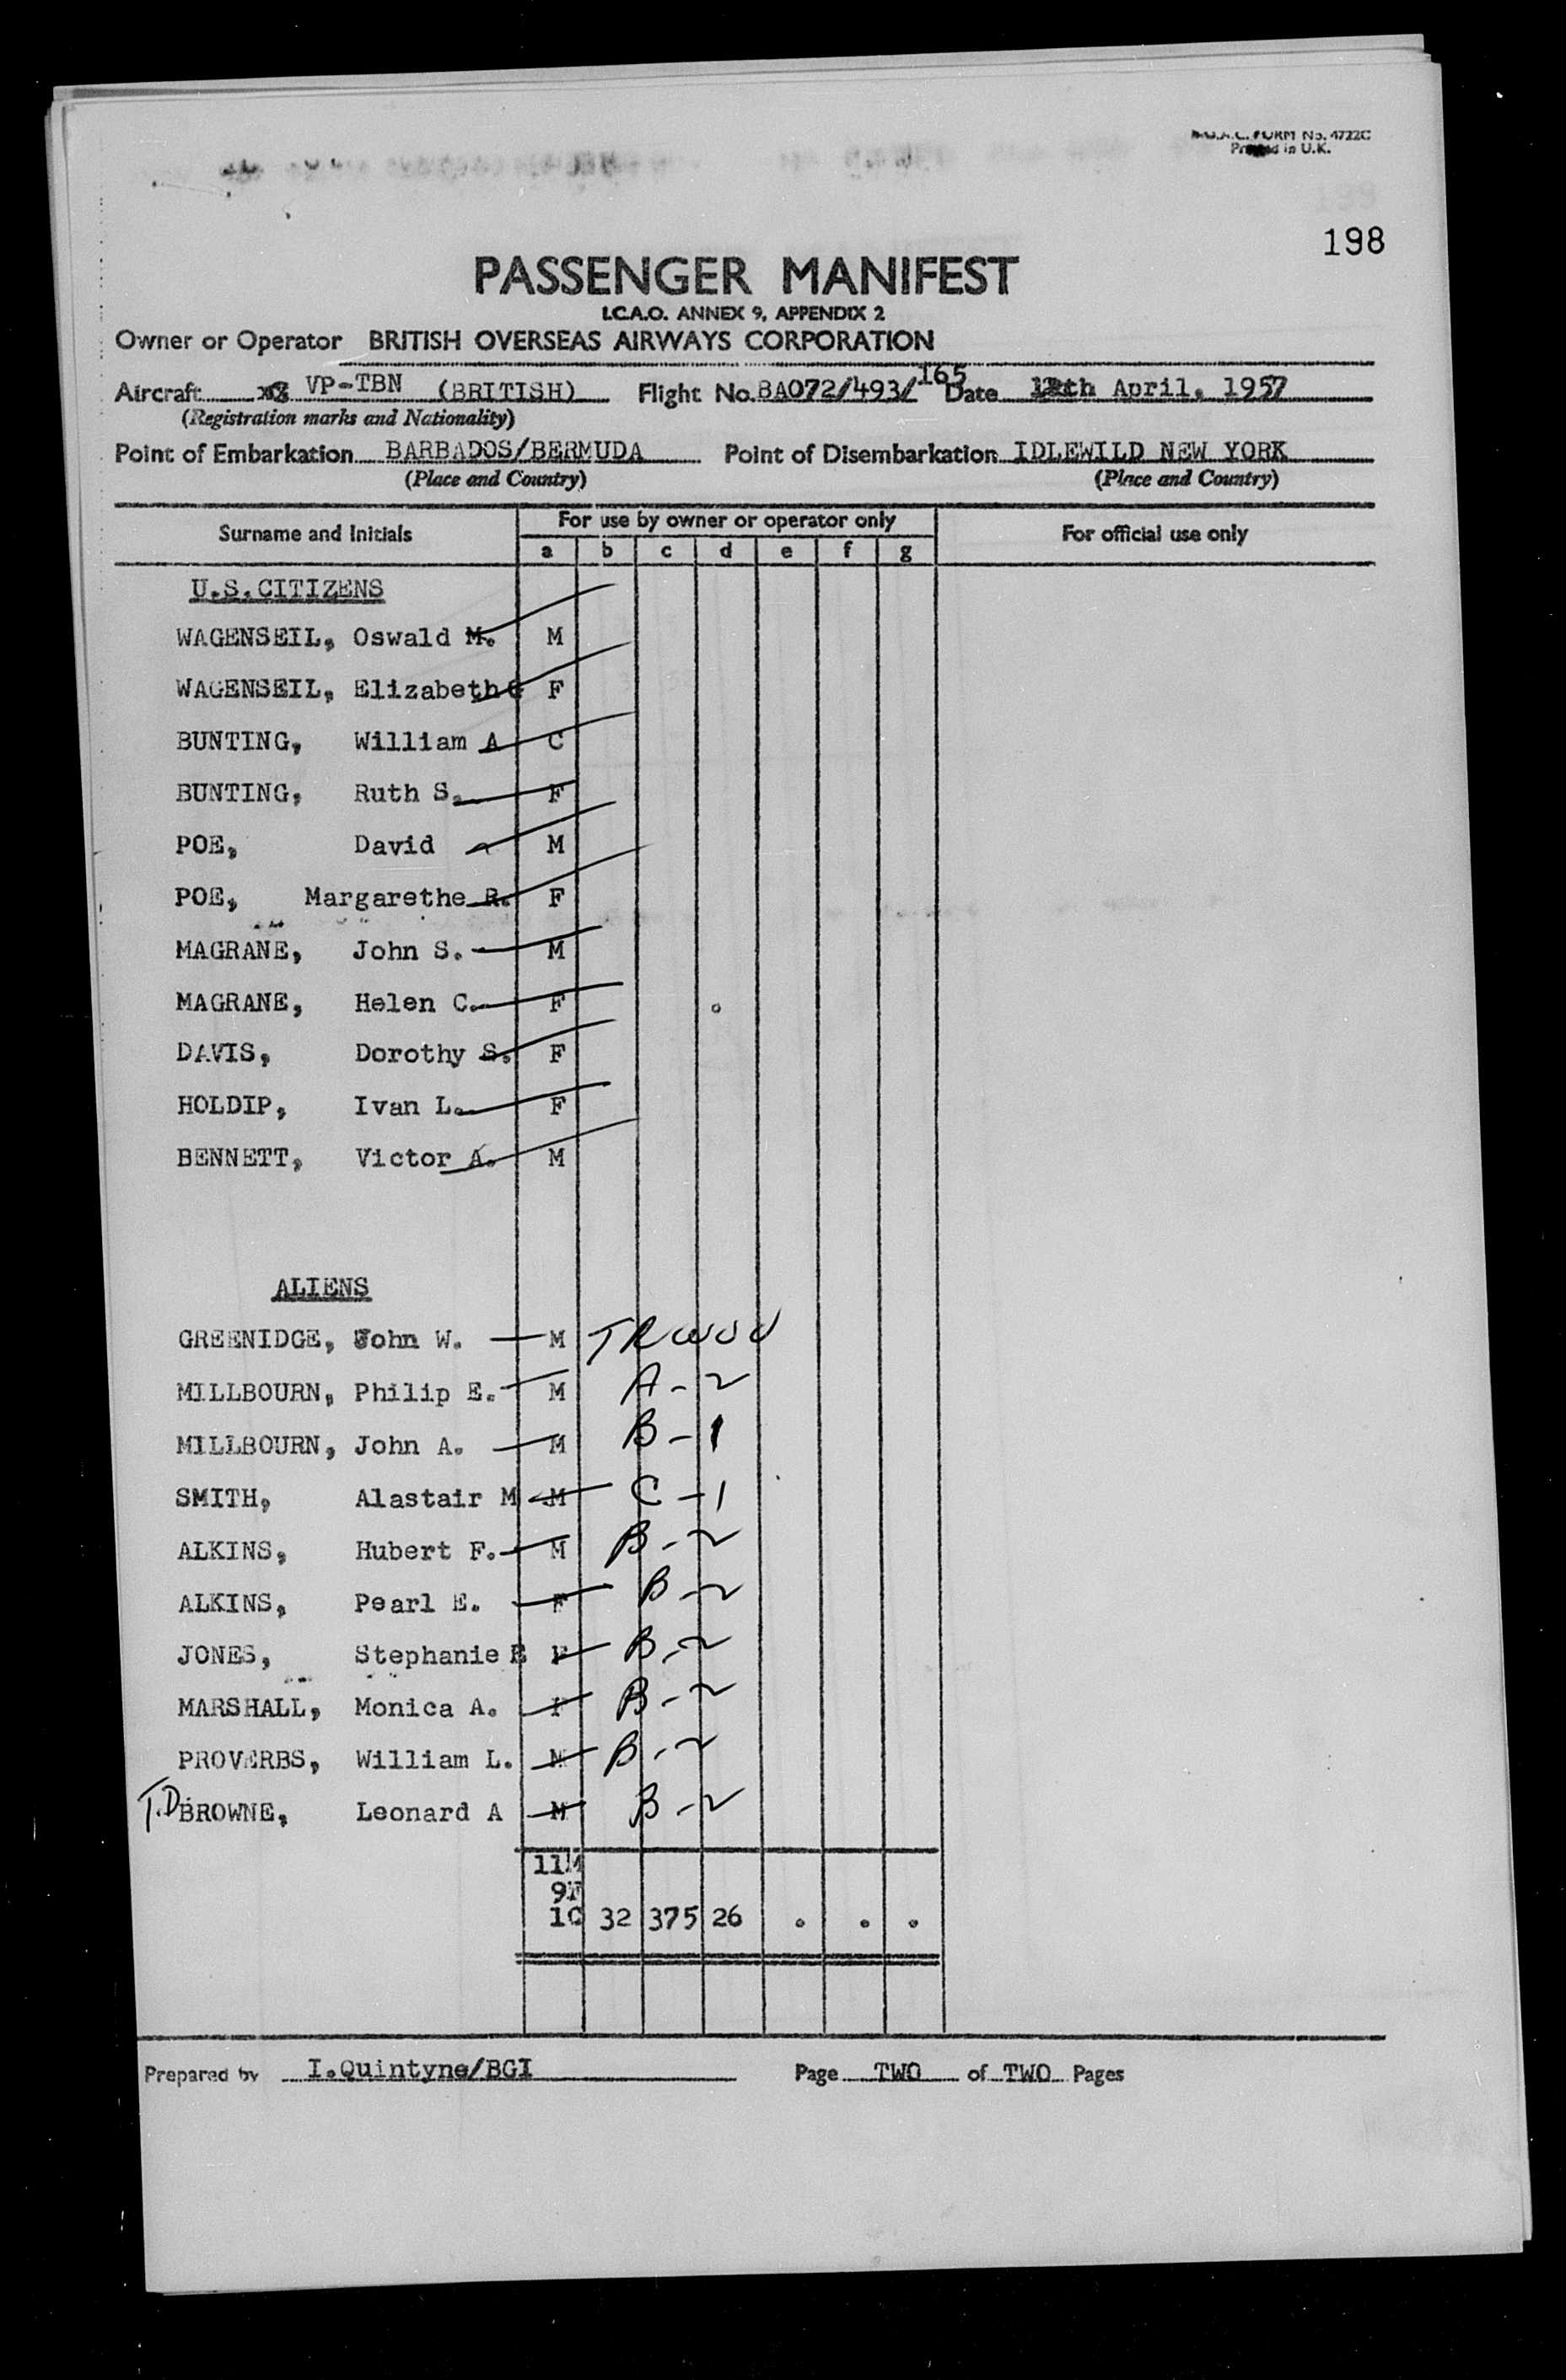 B.O.A.C. FORM No. 4722C
Printed in U.K.
198
PASSENGER MANIFEST
I.C.A.O. ANNEX 9, APPENDIX 2
Owner or Operator BRITISH OVERSEAS AIRWAYS CORPORATION
Aircraft VP-TBN (BRITISH) Flight No. BA072/493/165 Date 12th April, 1957
(Registration marks and Nationality)
Point of Embarkation BARBADOS/BERMUDA Point of Disembarkation IDLEWILD NEW YORK
(Place and Country) (Place and Country)
Surname and Initials For use by owner or operator only For official use only
a b c d e f g
U.S.CITIZENS
WAGENSEIL, Oswald M. M
WAGENSEIL, Elizabeth G F
BUNTING, William A C
BUNTING, Ruth S. F
POE, David M
POE, Margarethe R. F
MAGRANE, John S. M
MAGRANE, Helen C. F
DAVIS, Dorothy S. F
HOLDIP, Ivan L. F
BENNETT, Victor A. M
ALIENS
GREENIDGE, John W. M TRWOV
MILLBOURN, Philip E. M A-2
MILLBOURN, John A. M B-1
SMITH, Alastair M M C-1
ALKINS, Hubert F. M B-2
ALKINS, Pearl E. F B-2
JONES, Stephanie F B-2
MARSHALL, Monica A. F B-2
PROVERBS, William L. M B-2
T.D BROWNE, Leonard A M B-2
11M
9F
1C 32 375 26 . . .
Prepared by I.Quintyne/BGI Page TWO of TWO Pages